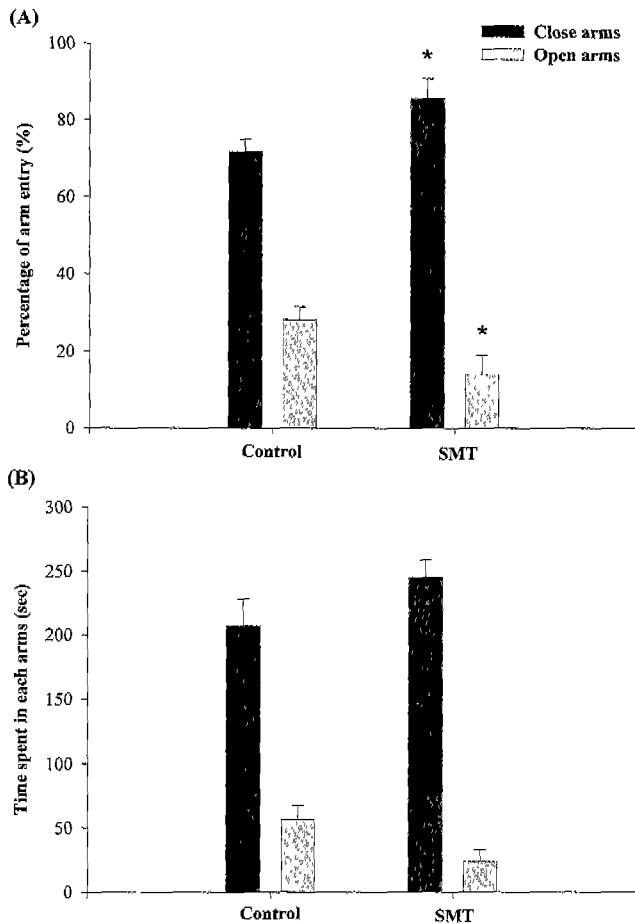 (A)
Close arms
Open arms
*
*
Percentage of arm entry (%)
100
80
60
40
20
0
Control SMT
(B)
Time spent in each arms (sec)
300
250
200
150
100
50
0
Control SMT